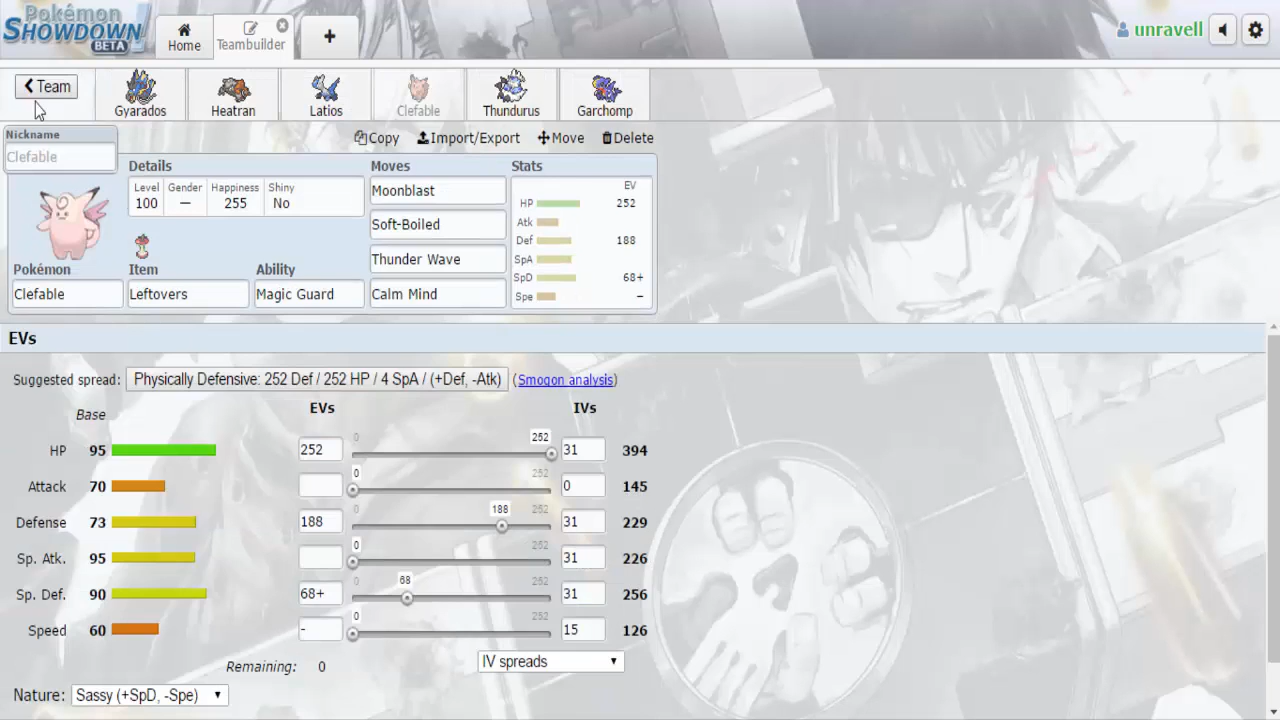 Pokémon
SHOWDOWN!
BETA
Home
Teambuilder
+
unravell
Team
Gyarados
Heatran
Latios
Clefable
Thundurus
Garchomp
Nickname
Clefable
Copy
Import/Export
Move
Delete
Details
Moves
Stats
Level
Gender
Happiness
Shiny
100
—
255
No
Moonblast
Soft-Boiled
Thunder Wave
Calm Mind
EV
HP 252
Atk
Def 188
SpA
SpD 68+
Spe –
Pokémon
Item
Ability
Clefable
Leftovers
Magic Guard
EVs
Suggested spread: Physically Defensive: 252 Def / 252 HP / 4 SpA / (+Def, -Atk) (Smogon analysis)
Base
EVs
IVs
HP 95 252 0 252 31 394
Attack 70 0 252 0 145
Defense 73 188 0 188 252 31 229
Sp. Atk. 95 0 252 31 226
Sp. Def. 90 68+ 0 68 252 31 256
Speed 60 - 0 252 15 126
Remaining: 0
IV spreads
Nature: Sassy (+SpD, -Spe)